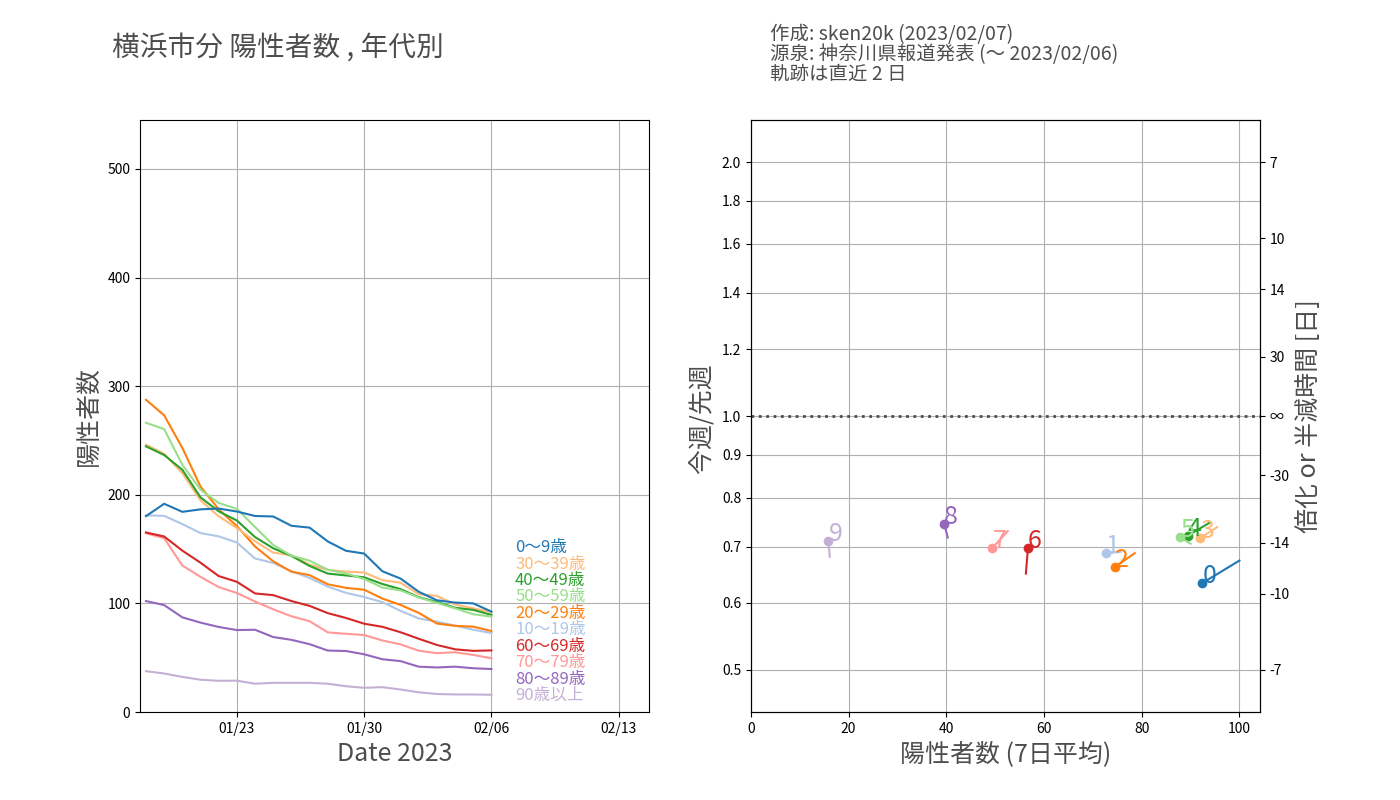 横浜市分 陽性者数 , 年代別
作成: sken20k (2023/02/07)
源泉: 神奈川県報道発表 (〜 2023/02/06)
軌跡は直近 2 日
陽性者数
500
400
300
200
100
0
01/23
01/30
02/06
02/13
Date 2023
0〜9歳
30〜39歳
40〜49歳
50〜59歳
20〜29歳
10〜19歳
60〜69歳
70〜79歳
80〜89歳
90歳以上
今週/先週
2.0
1.8
1.6
1.4
1.2
1.0
0.9
0.8
0.7
0.6
0.5
0
20
40
60
80
100
陽性者数 (7日平均)
9
8
7
6
1
2
5
4
3
0
7
10
14
30
∞
-30
-14
-10
-7
倍化 or 半減時間 [日]